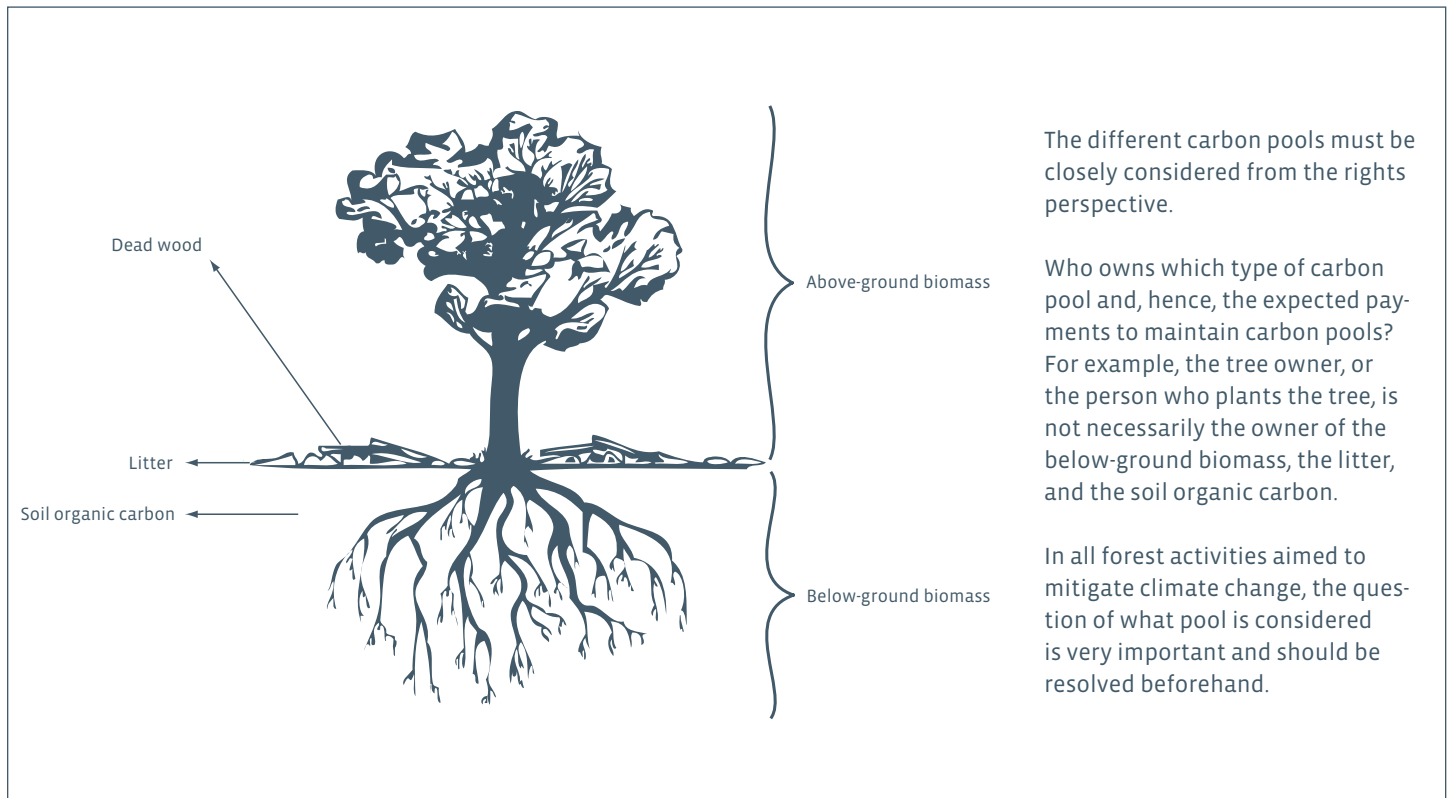 Dead wood
Litter
Soil organic carbon
Above-ground biomass
Below-ground biomass
The different carbon pools must be
closely considered from the rights
perspective.
Who owns which type of carbon
pool and, hence, the expected pay-
ments to maintain carbon pools?
For example, the tree owner, or
the person who plants the tree, is
not necessarily the owner of the
below-ground biomass, the litter,
and the soil organic carbon.
In all forest activities aimed to
mitigate climate change, the ques-
tion of what pool is considered
is very important and should be
resolved beforehand.